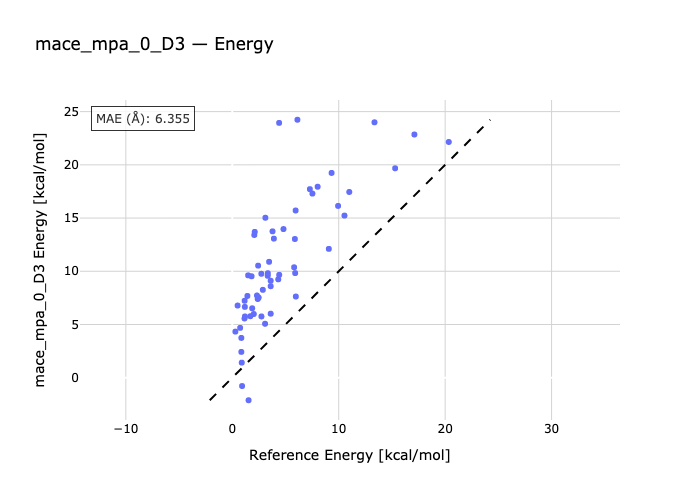 mace_mpa_0_D3 — Energy
MAE (Å): 6.355
mace_mpa_0_D3 Energy [kcal/mol]
25
20
15
10
5
0
−10
0
10
20
30
Reference Energy [kcal/mol]